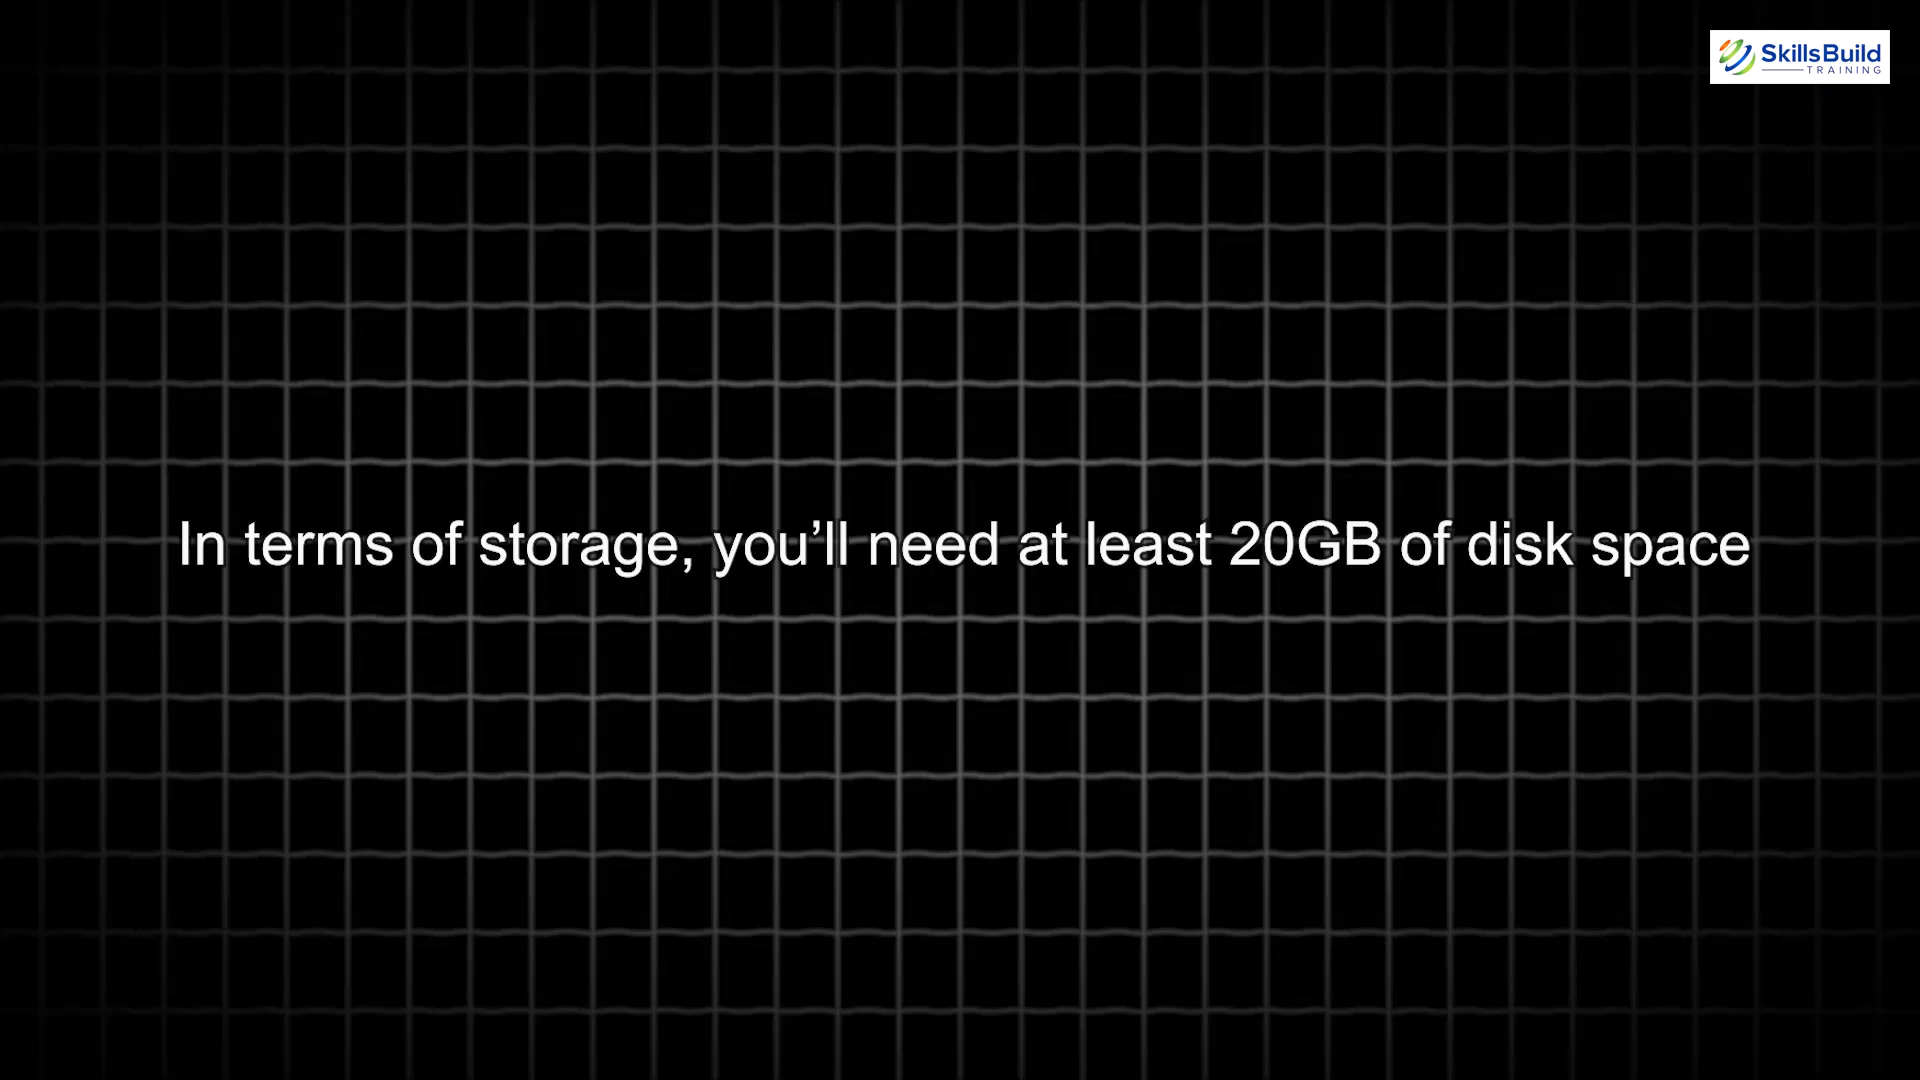 SkillsBuild
TRAINING
In terms of storage, you’ll need at least 20GB of disk space